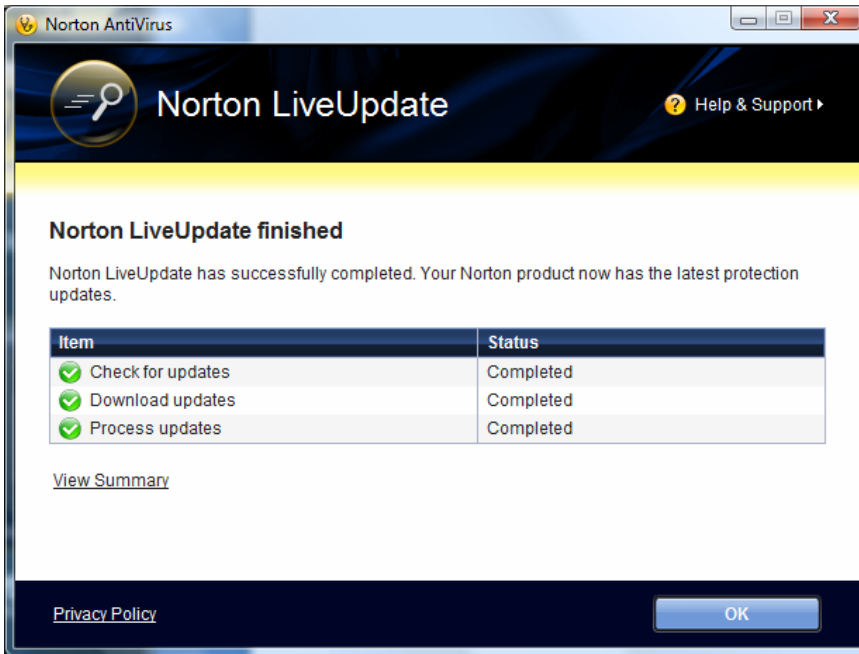 Norton AntiVirus
Norton LiveUpdate
? Help & Support
Norton LiveUpdate finished
Norton LiveUpdate has successfully completed. Your Norton product now has the latest protection
updates.
Item Status
Check for updates Completed
Download updates Completed
Process updates Completed
View Summary
Privacy Policy OK